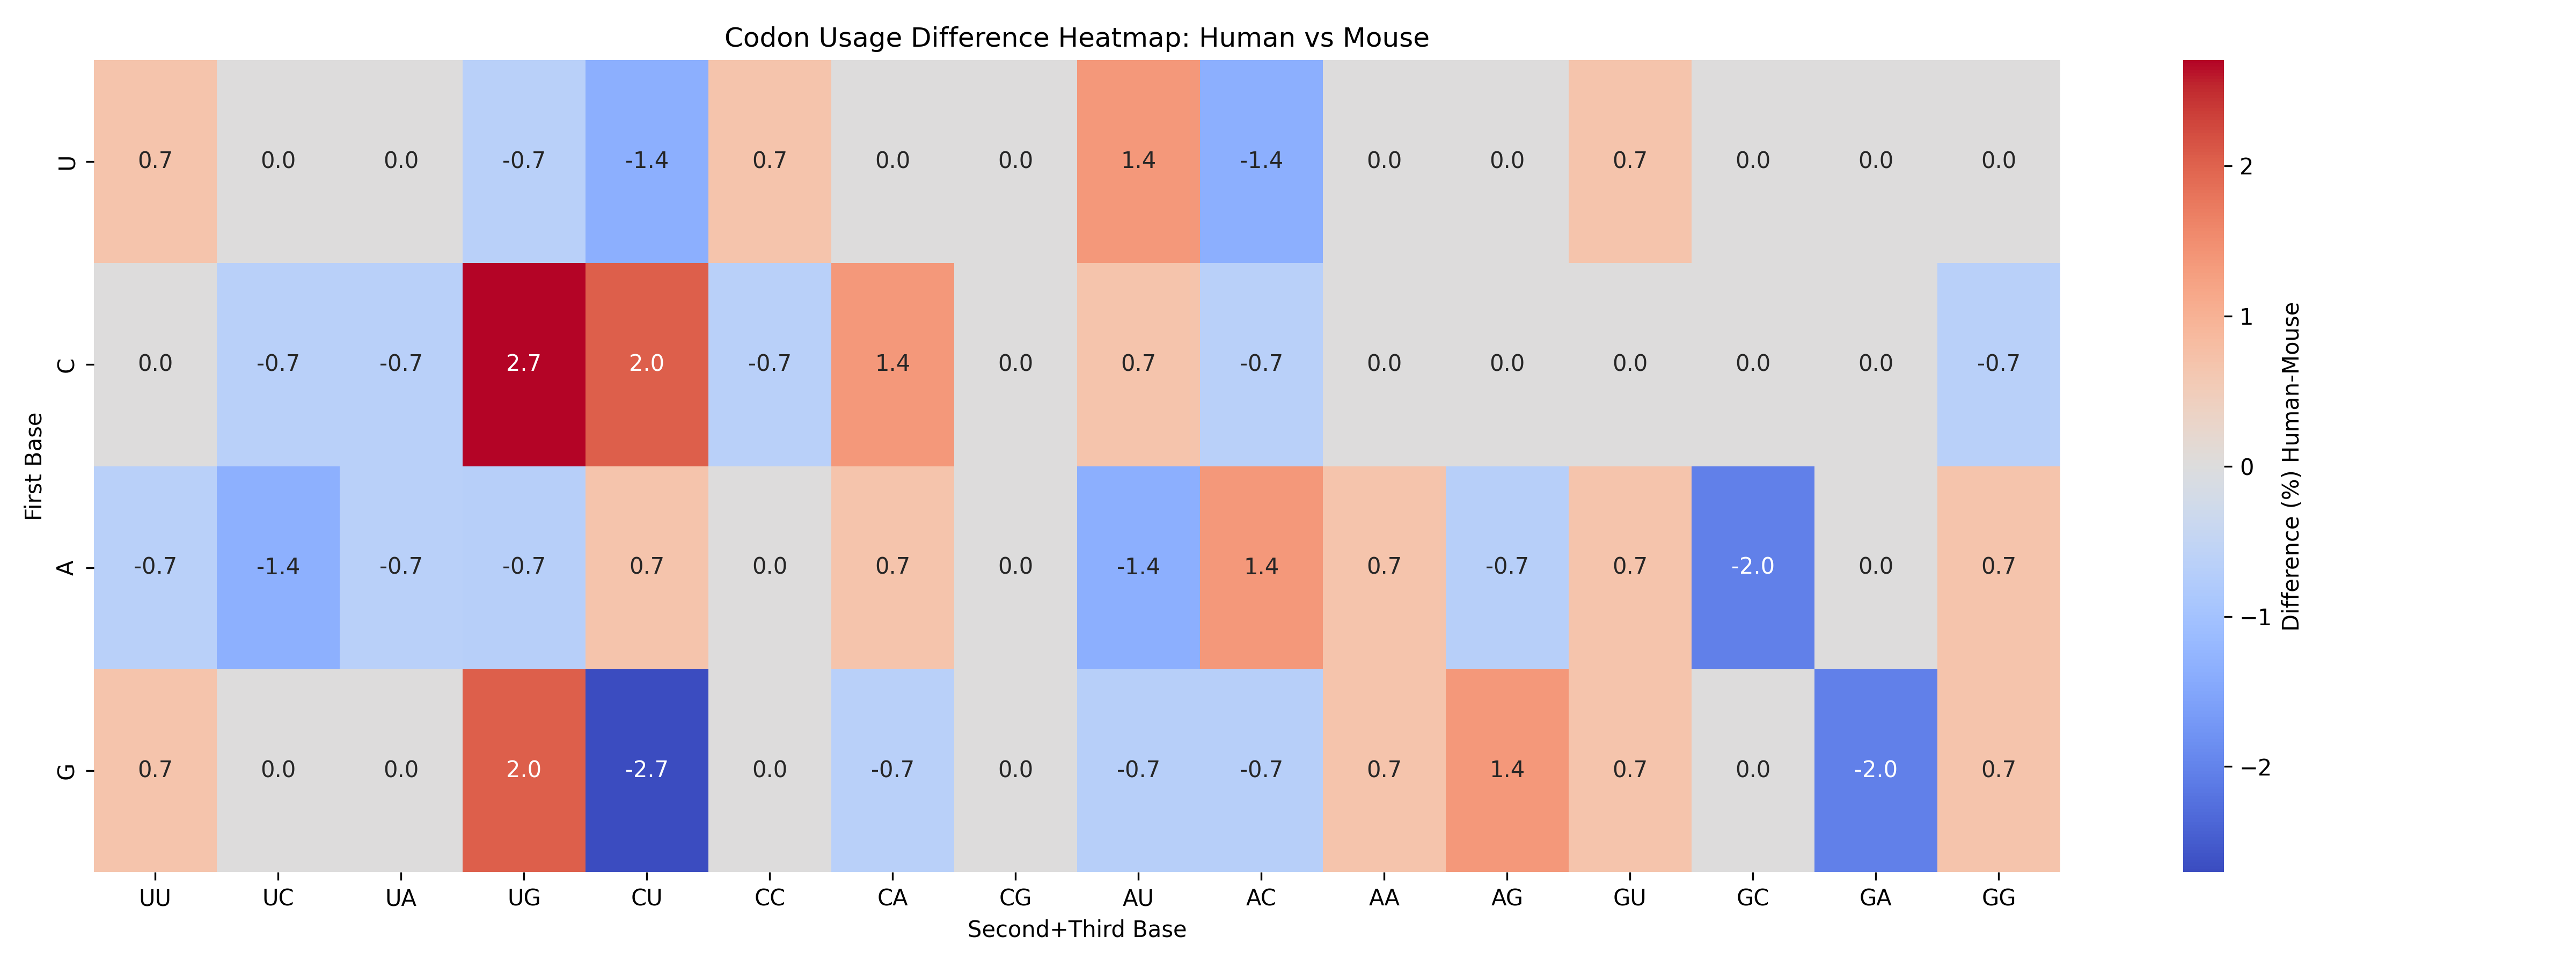 Codon Usage Difference Heatmap: Human vs Mouse
U 0.7 0.0 0.0 -0.7 -1.4 0.7 0.0 0.0 1.4 -1.4 0.0 0.0 0.7 0.0 0.0 0.0
C 0.0 -0.7 -0.7 2.7 2.0 -0.7 1.4 0.0 0.7 -0.7 0.0 0.0 0.0 0.0 0.0 -0.7
A -0.7 -1.4 -0.7 -0.7 0.7 0.0 0.7 0.0 -1.4 1.4 0.7 -0.7 0.7 -2.0 0.0 0.7
G 0.7 0.0 0.0 2.0 -2.7 0.0 -0.7 0.0 -0.7 -0.7 0.7 1.4 0.7 0.0 -2.0 0.7
UU UC UA UG CU CC CA CG AU AC AA AG GU GC GA GG
Second+Third Base
First Base
2
1
0
−1
−2
Difference (%) Human-Mouse